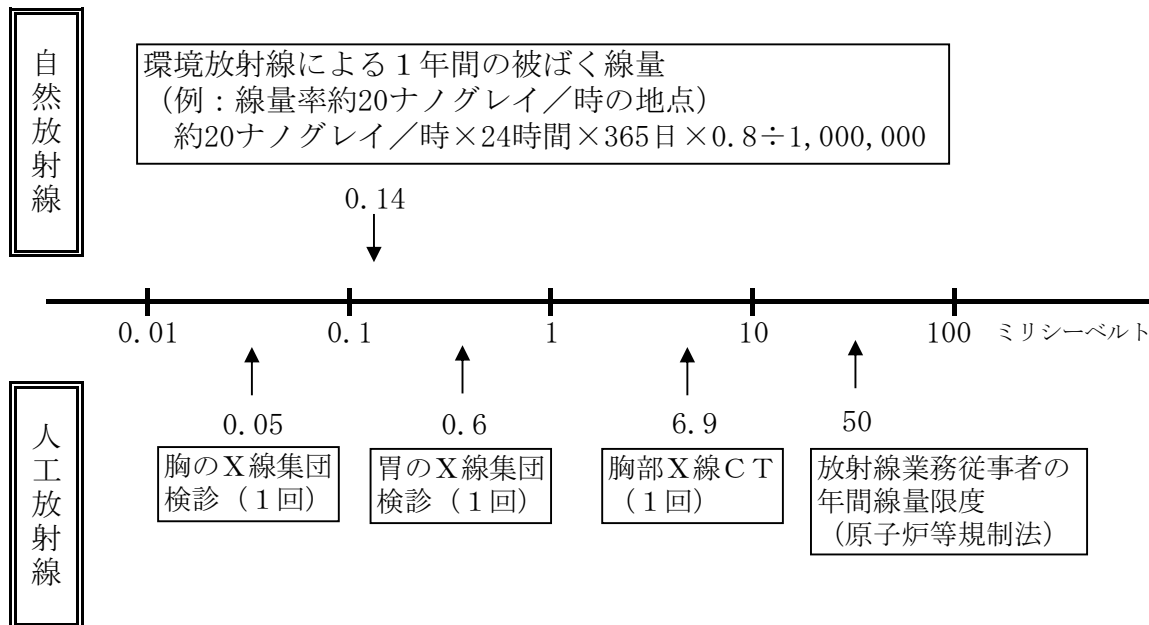 自然放射線
環境放射線による１年間の被ばく線量
（例：線量率約20ナノグレイ／時の地点）
約20ナノグレイ／時×24時間×365日×0.8÷1,000,000
0.14
0.01
0.1
1
10
100
ミリシーベルト
人工放射線
0.05
胸のＸ線集団
検診（１回）
0.6
胃のＸ線集団
検診（１回）
6.9
胸部Ｘ線ＣＴ
（１回）
50
放射線業務従事者の
年間線量限度
（原子炉等規制法）